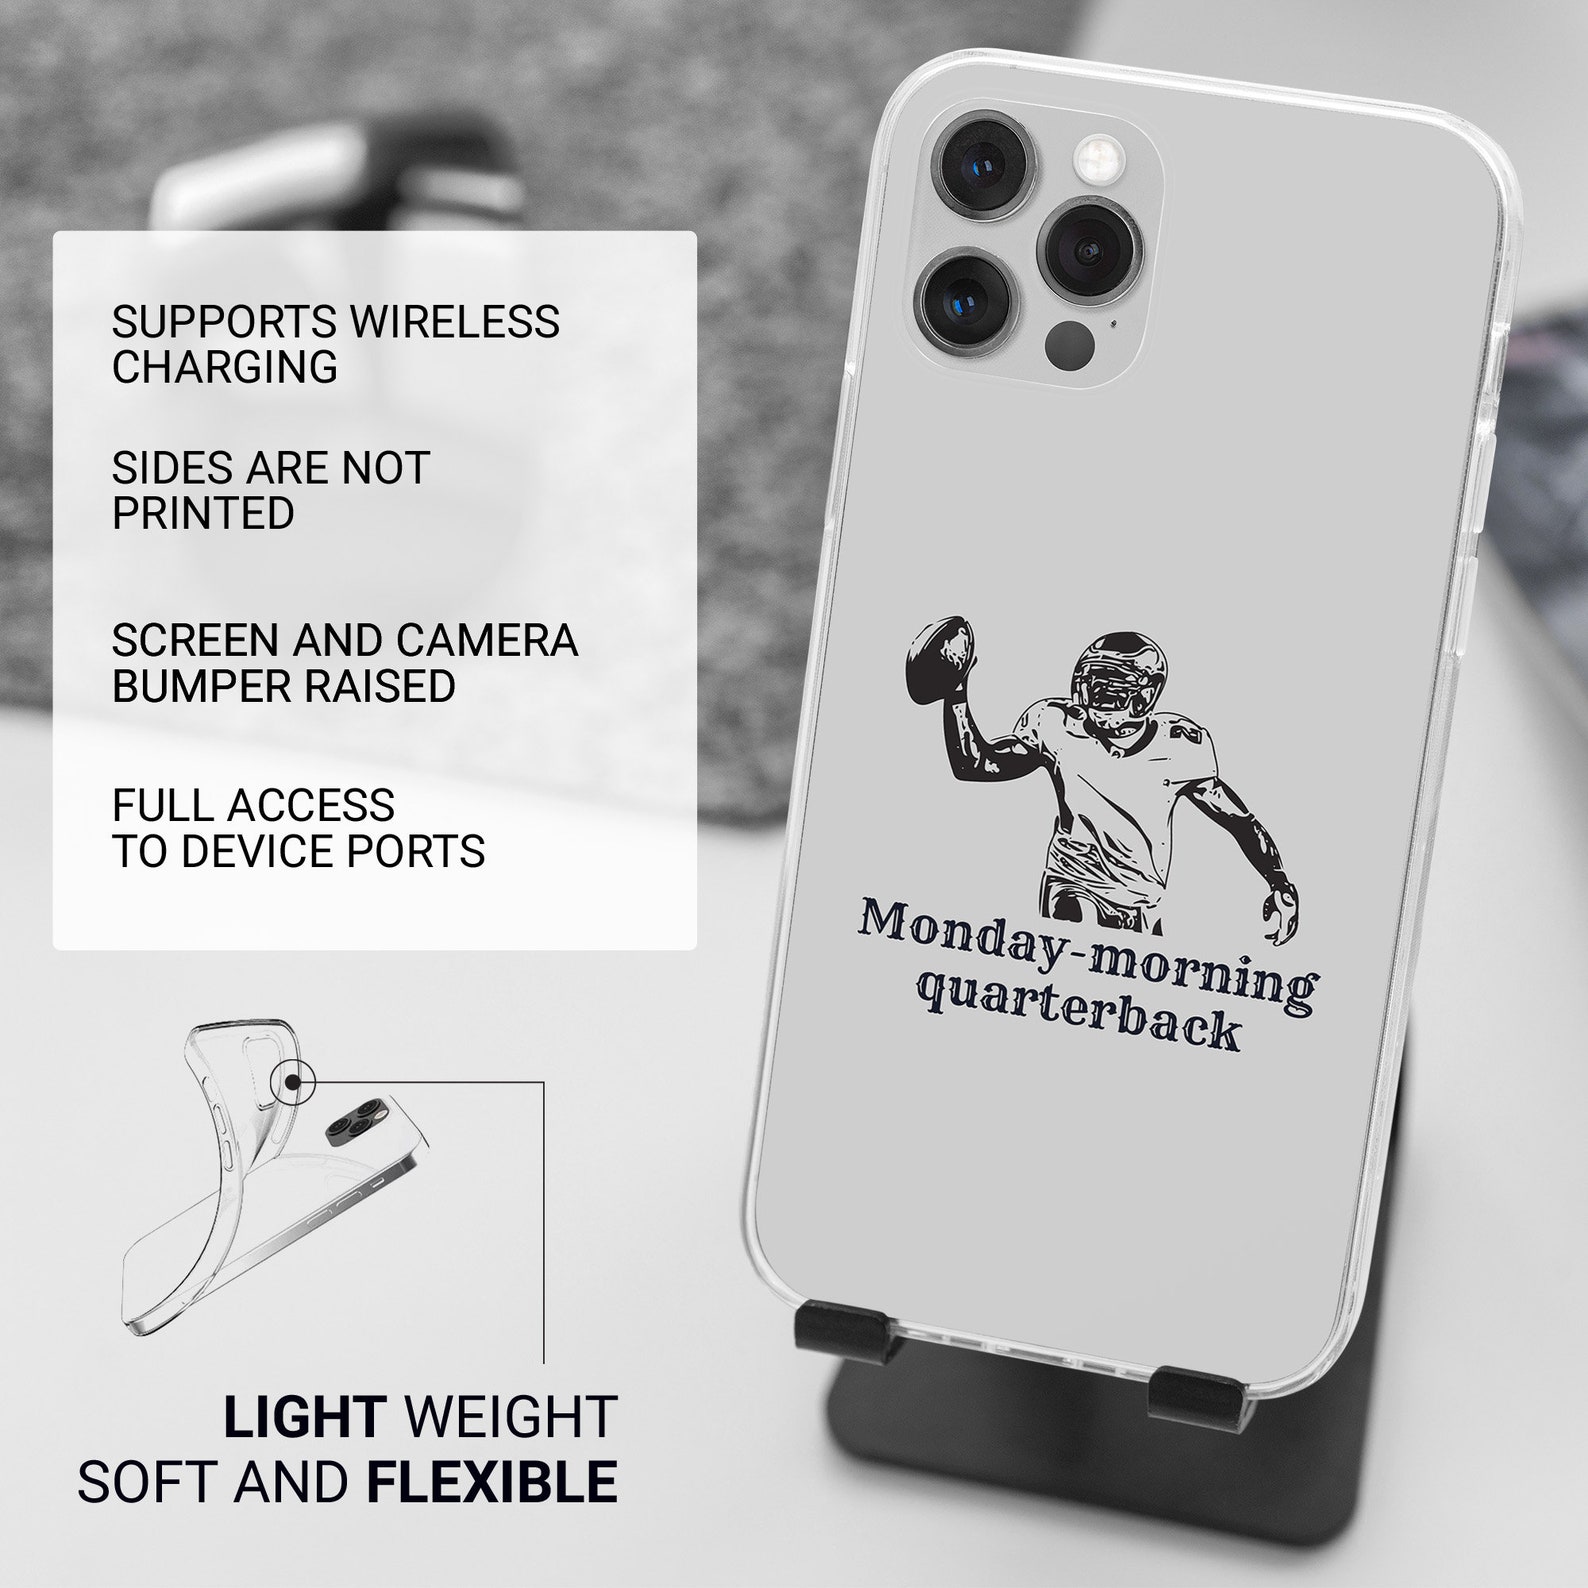 SUPPORTS WIRELESS
CHARGING
SIDES ARE NOT
PRINTED
SCREEN AND CAMERA
BUMPER RAISED
FULL ACCESS
TO DEVICE PORTS
LIGHT WEIGHT
SOFT AND FLEXIBLE
Monday-morning
quarterback